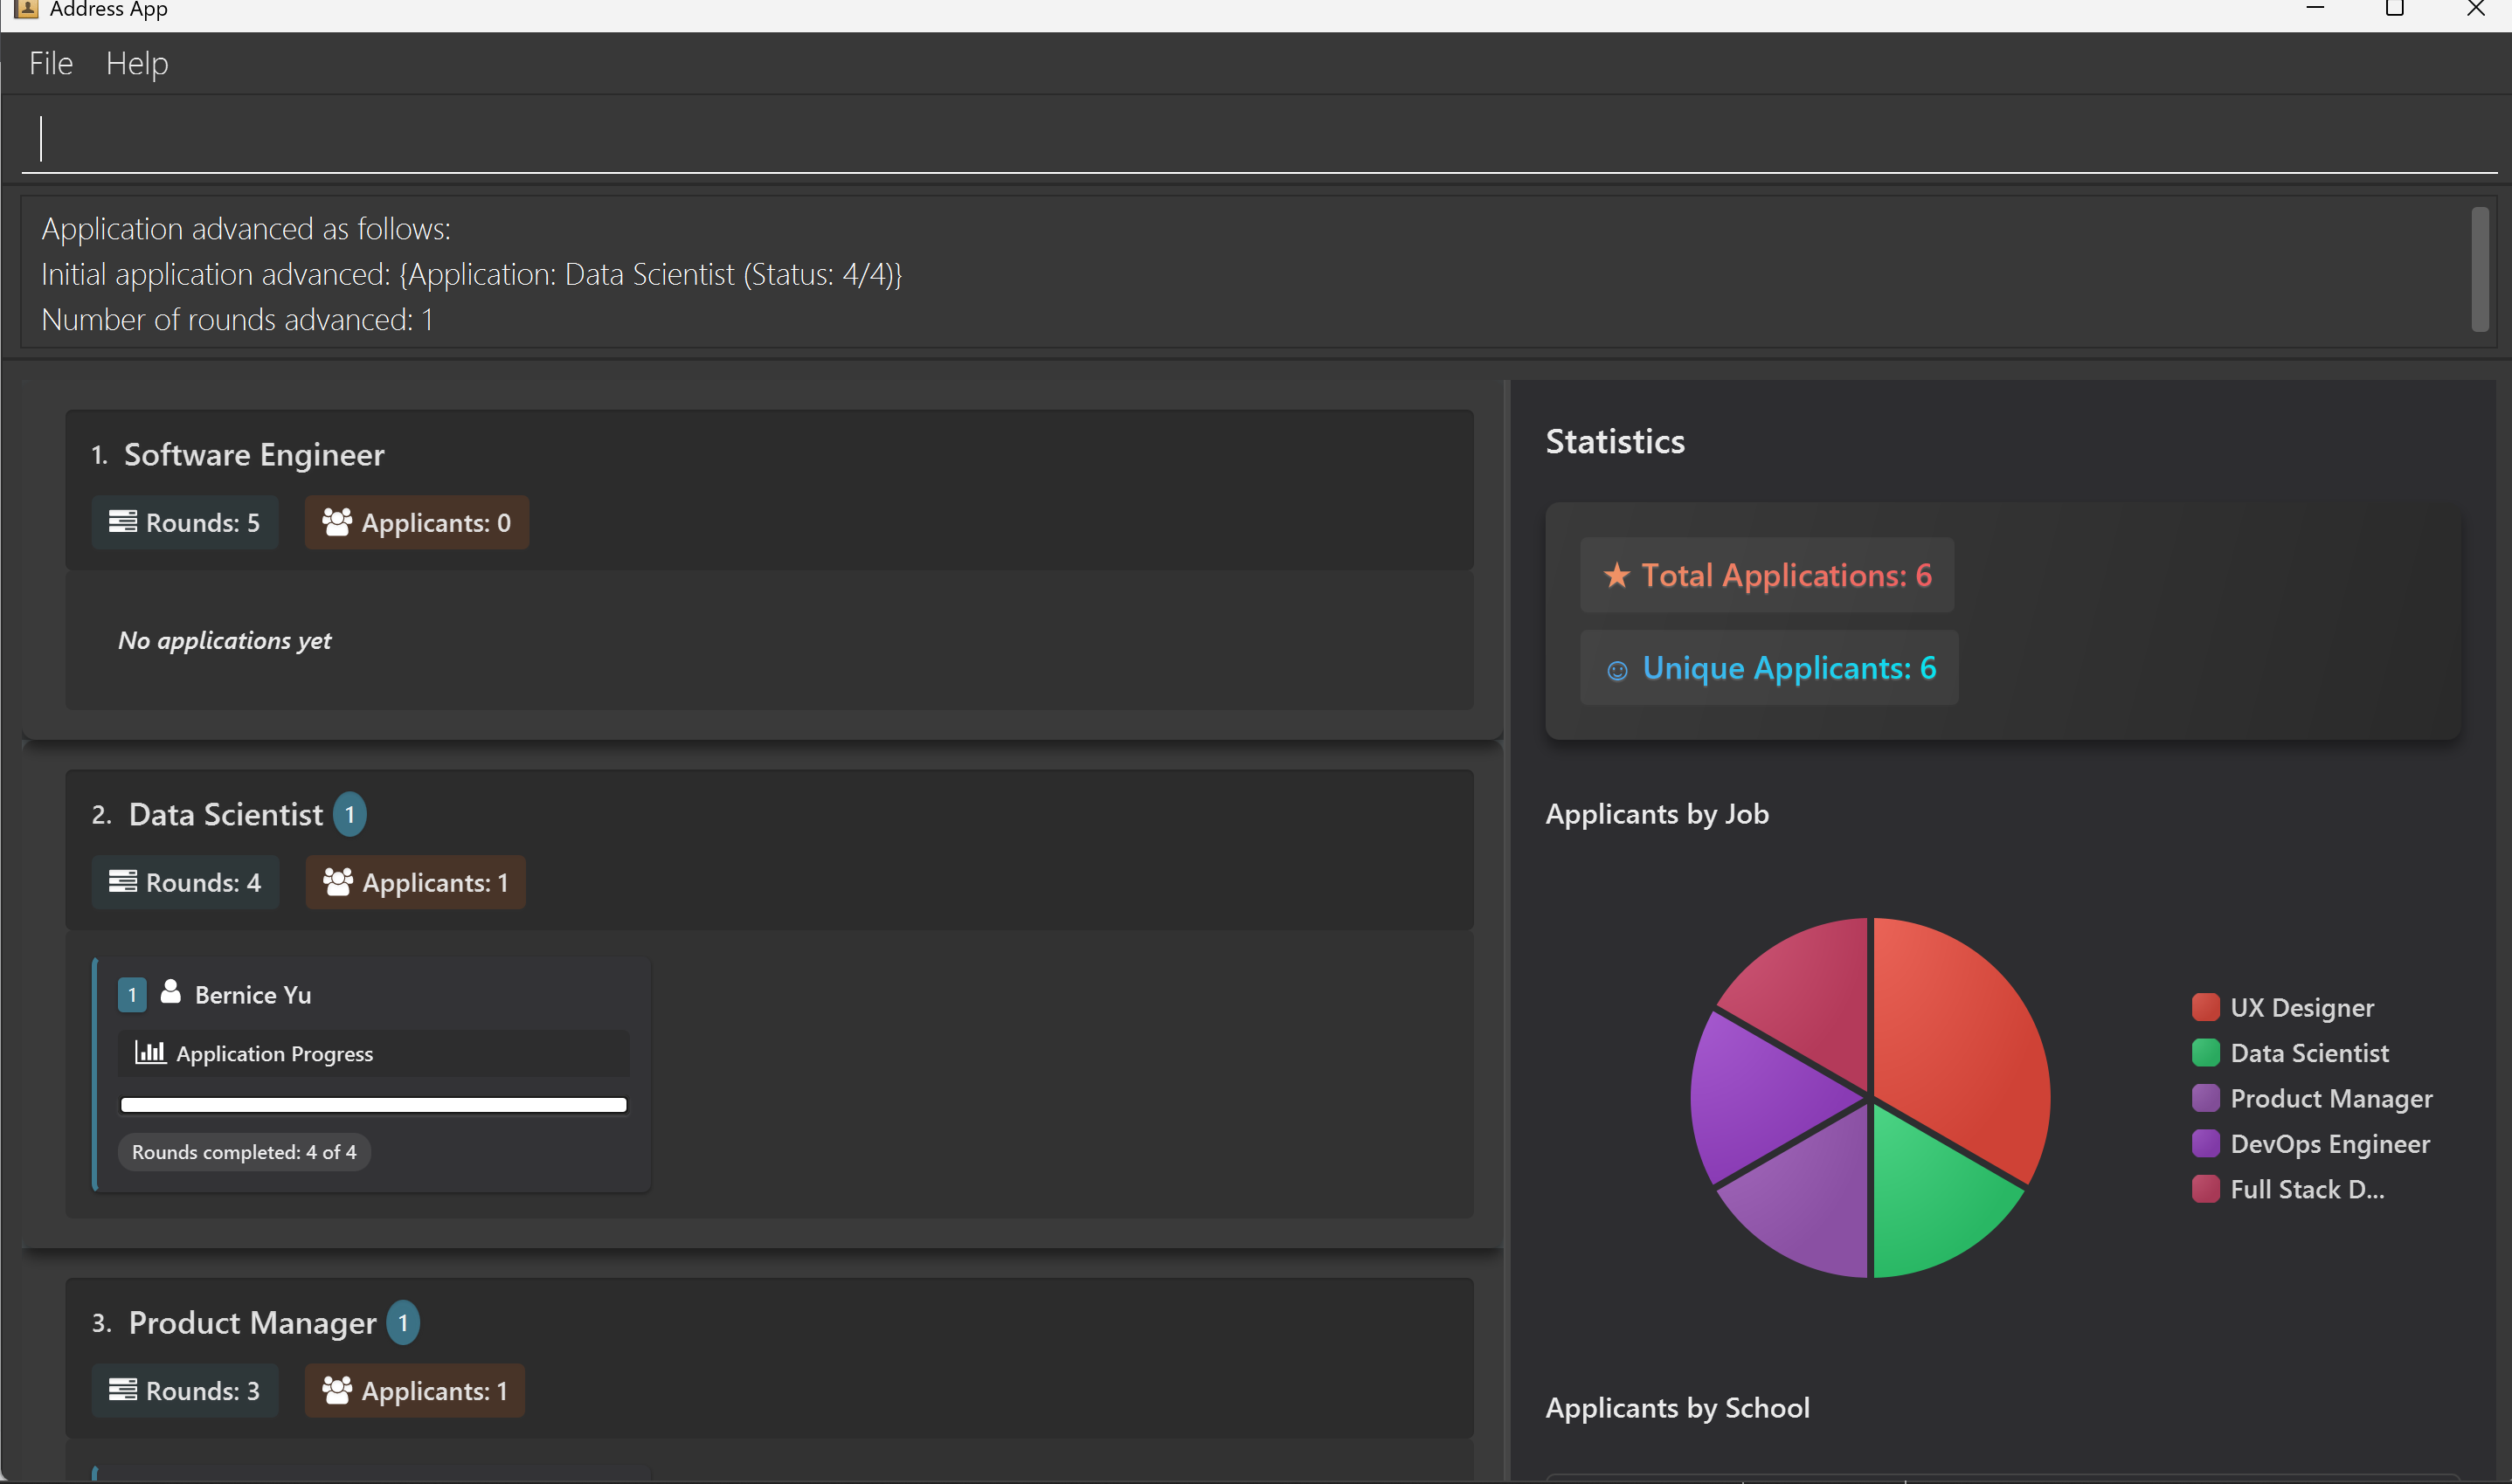 Address App
File Help
Application advanced as follows:
Initial application advanced: {Application: Data Scientist (Status: 4/4)}
Number of rounds advanced: 1
1. Software Engineer
Rounds: 5 Applicants: 0
No applications yet
2. Data Scientist 1
Rounds: 4 Applicants: 1
1 Bernice Yu
Application Progress
Rounds completed: 4 of 4
3. Product Manager 1
Rounds: 3 Applicants: 1
Statistics
★ Total Applications: 6
☺ Unique Applicants: 6
Applicants by Job
UX Designer
Data Scientist
Product Manager
DevOps Engineer
Full Stack D...
Applicants by School